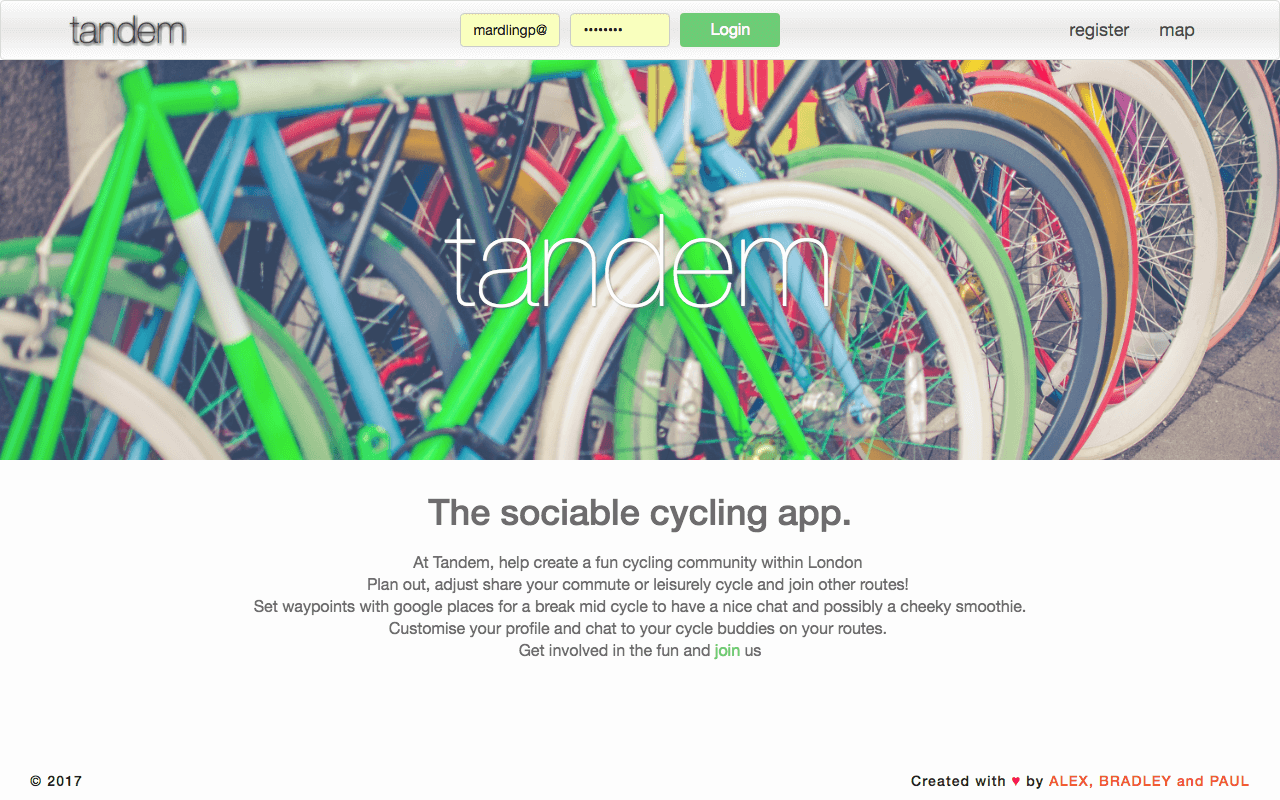 tandem
mardlingp@
••••••••
Login
register
map
200,
tandem
The sociable cycling app.
At Tandem, help create a fun cycling community within London
Plan out, adjust share your commute or leisurely cycle and join other routes!
Set waypoints with google places for a break mid cycle to have a nice chat and possibly a cheeky smoothie.
Customise your profile and chat to your cycle buddies on your routes.
Get involved in the fun and join us
© 2017
Created with ♥ by ALEX, BRADLEY and PAUL